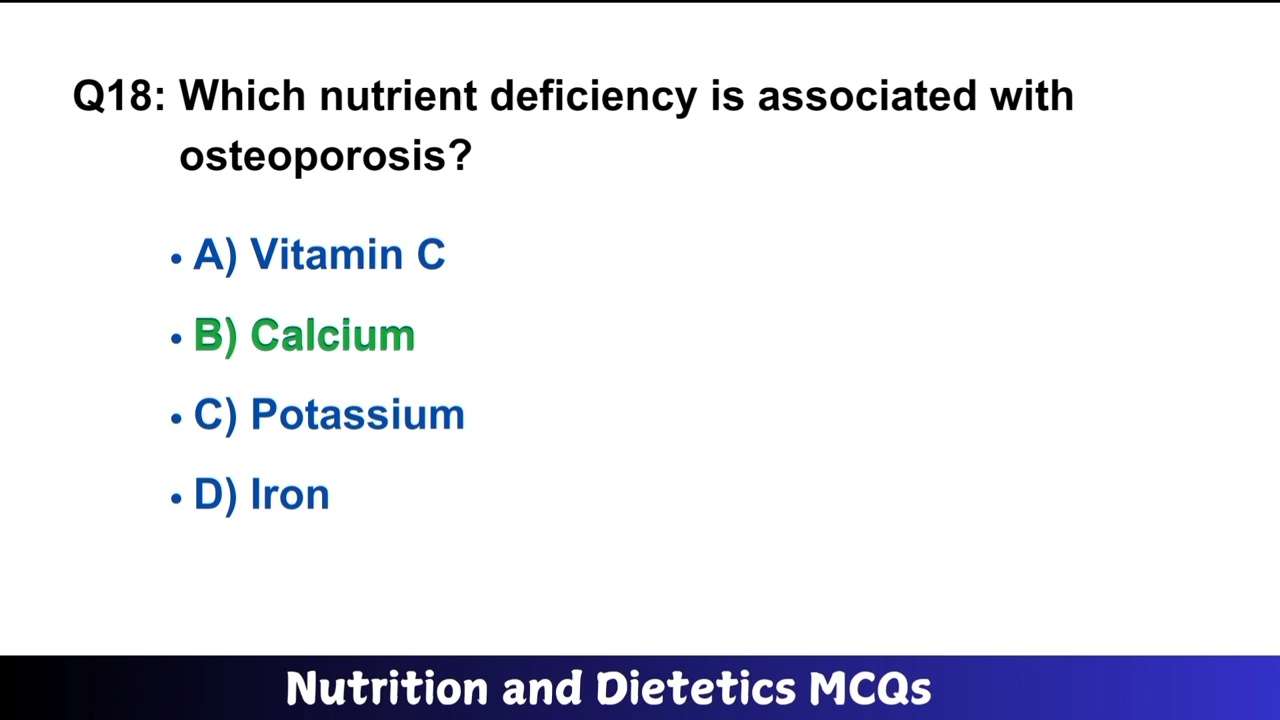 Q18: Which nutrient deficiency is associated with
osteoporosis?
• A) Vitamin C
• B) Calcium
• C) Potassium
• D) Iron
Nutrition and Dietetics MCQs